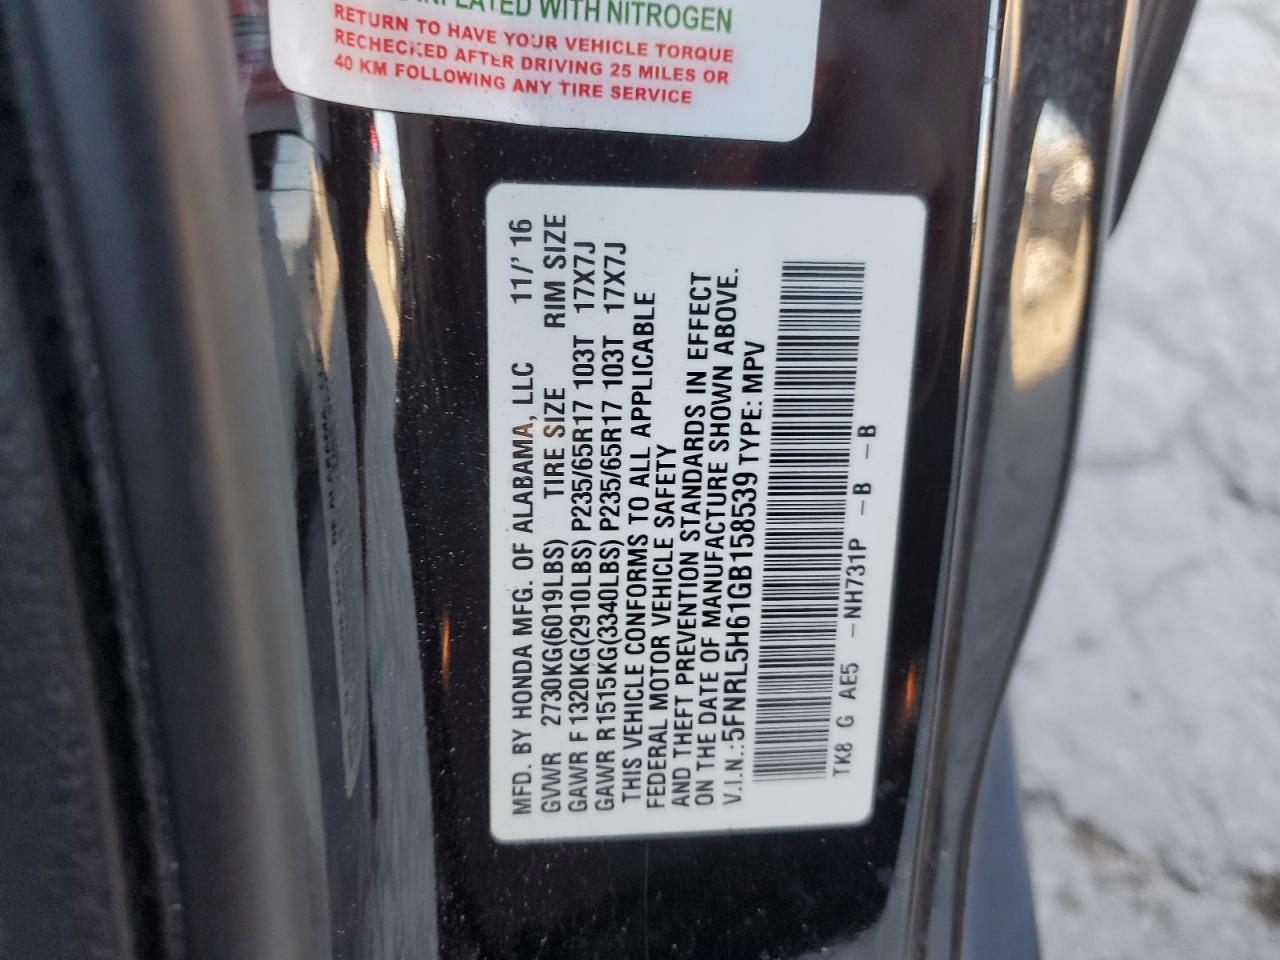 INFLATED WITH NITROGEN
RETURN TO HAVE YOUR VEHICLE TORQUE
RECHECKED AFTER DRIVING 25 MILES OR
40 KM FOLLOWING ANY TIRE SERVICE
MFD. BY HONDA MFG. OF ALABAMA, LLC 11/' 16
GVWR 2730KG(6019LBS) TIRE SIZE RIM SIZE
GAWR F 1320KG(2910LBS) P235/65R17 103T 17X7J
GAWR R1515KG(3340LBS) P235/65R17 103T 17X7J
THIS VEHICLE CONFORMS TO ALL APPLICABLE
FEDERAL MOTOR VEHICLE SAFETY
AND THEFT PREVENTION STANDARDS IN EFFECT
ON THE DATE OF MANUFACTURE SHOWN ABOVE.
V.I.N.:5FNRL5H61GB158539 TYPE: MPV
TK8 G AE5 -NH731P -B -B